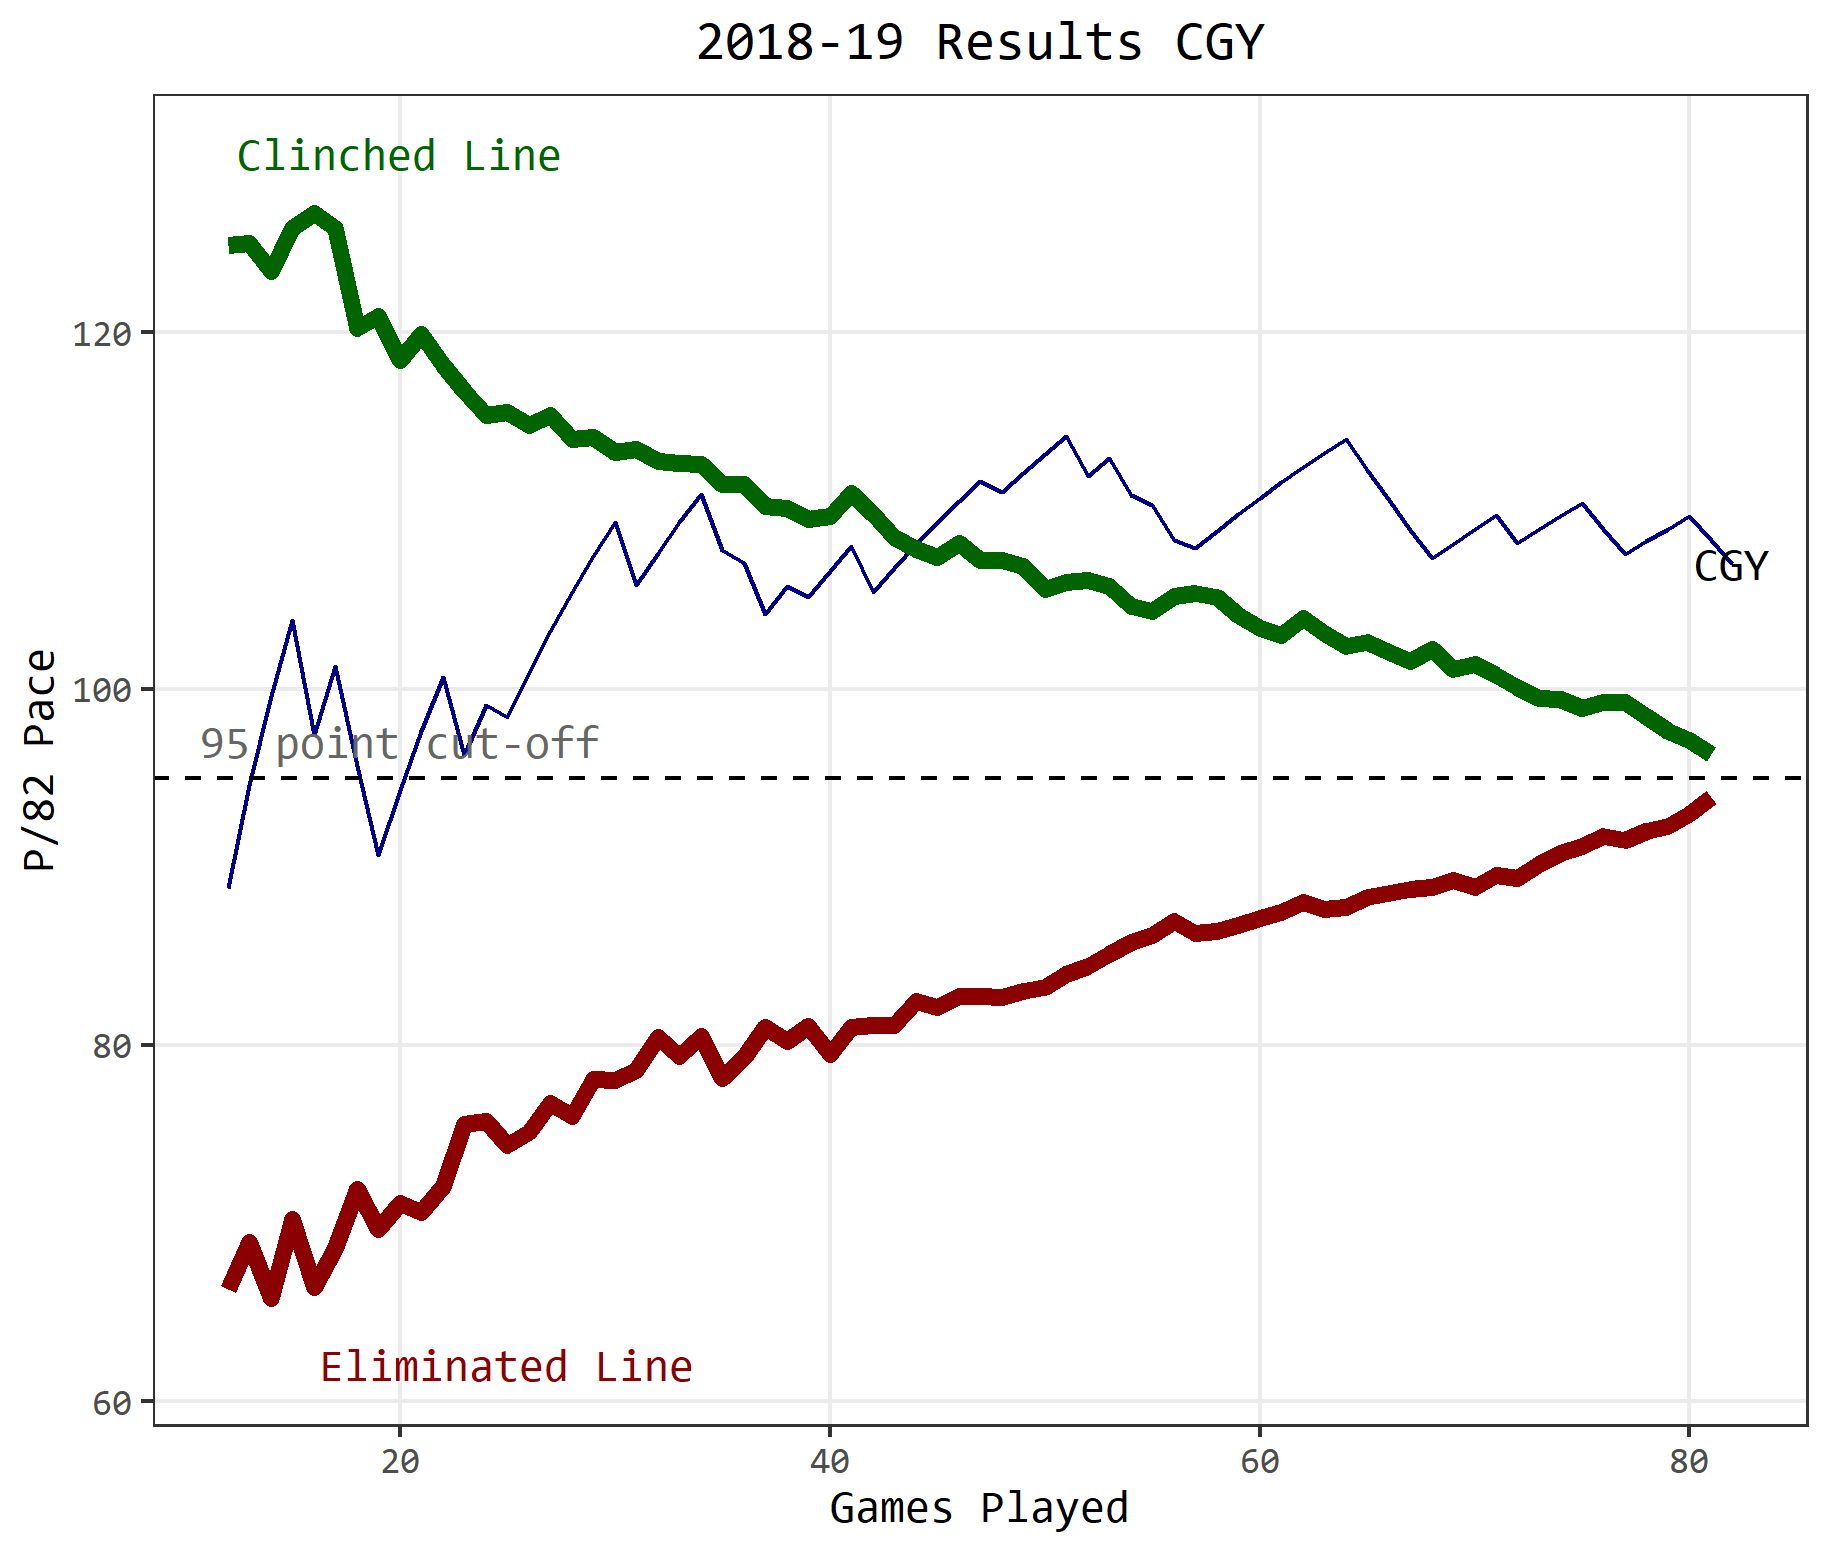 2018-19 Results CGY
Clinched Line
120
CGY
P/82 Pace
100
95 point cut-off
80
Eliminated Line
60
20 40 60 80
Games Played